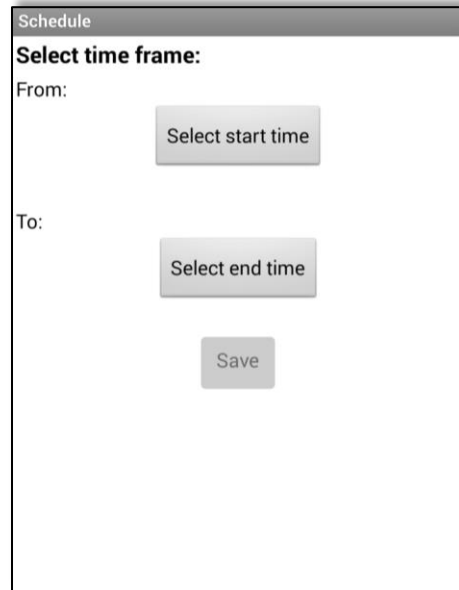 Schedule
Select time frame:
From:
Select start time
To:
Select end time
Save